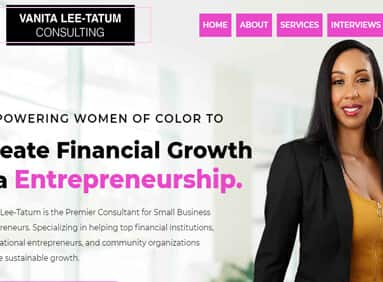 VANITA LEE-TATUM
CONSULTING
HOME ABOUT SERVICES INTERVIEWS
POWERING WOMEN OF COLOR TO
eate Financial Growth
a Entrepreneurship.
Lee-Tatum is the Premier Consultant for Small Business
reneurs. Specializing in helping top financial institutions,
ational entrepreneurs, and community organizations
e sustainable growth.